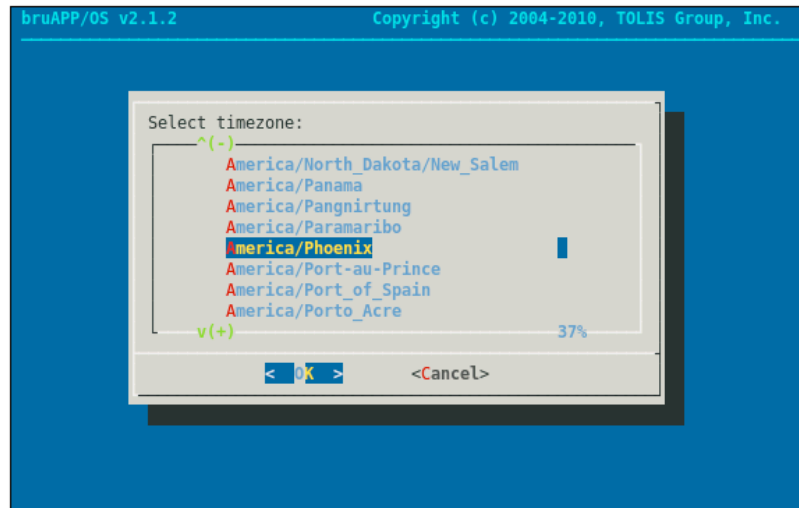 bruAPP/OS v2.1.2 Copyright (c) 2004-2010, TOLIS Group, Inc.
Select timezone:
^(-)
America/North_Dakota/New_Salem
America/Panama
America/Pangnirtung
America/Paramaribo
America/Phoenix
America/Port-au-Prince
America/Port_of_Spain
America/Porto_Acre
v(+) 37%
< OK > <Cancel>